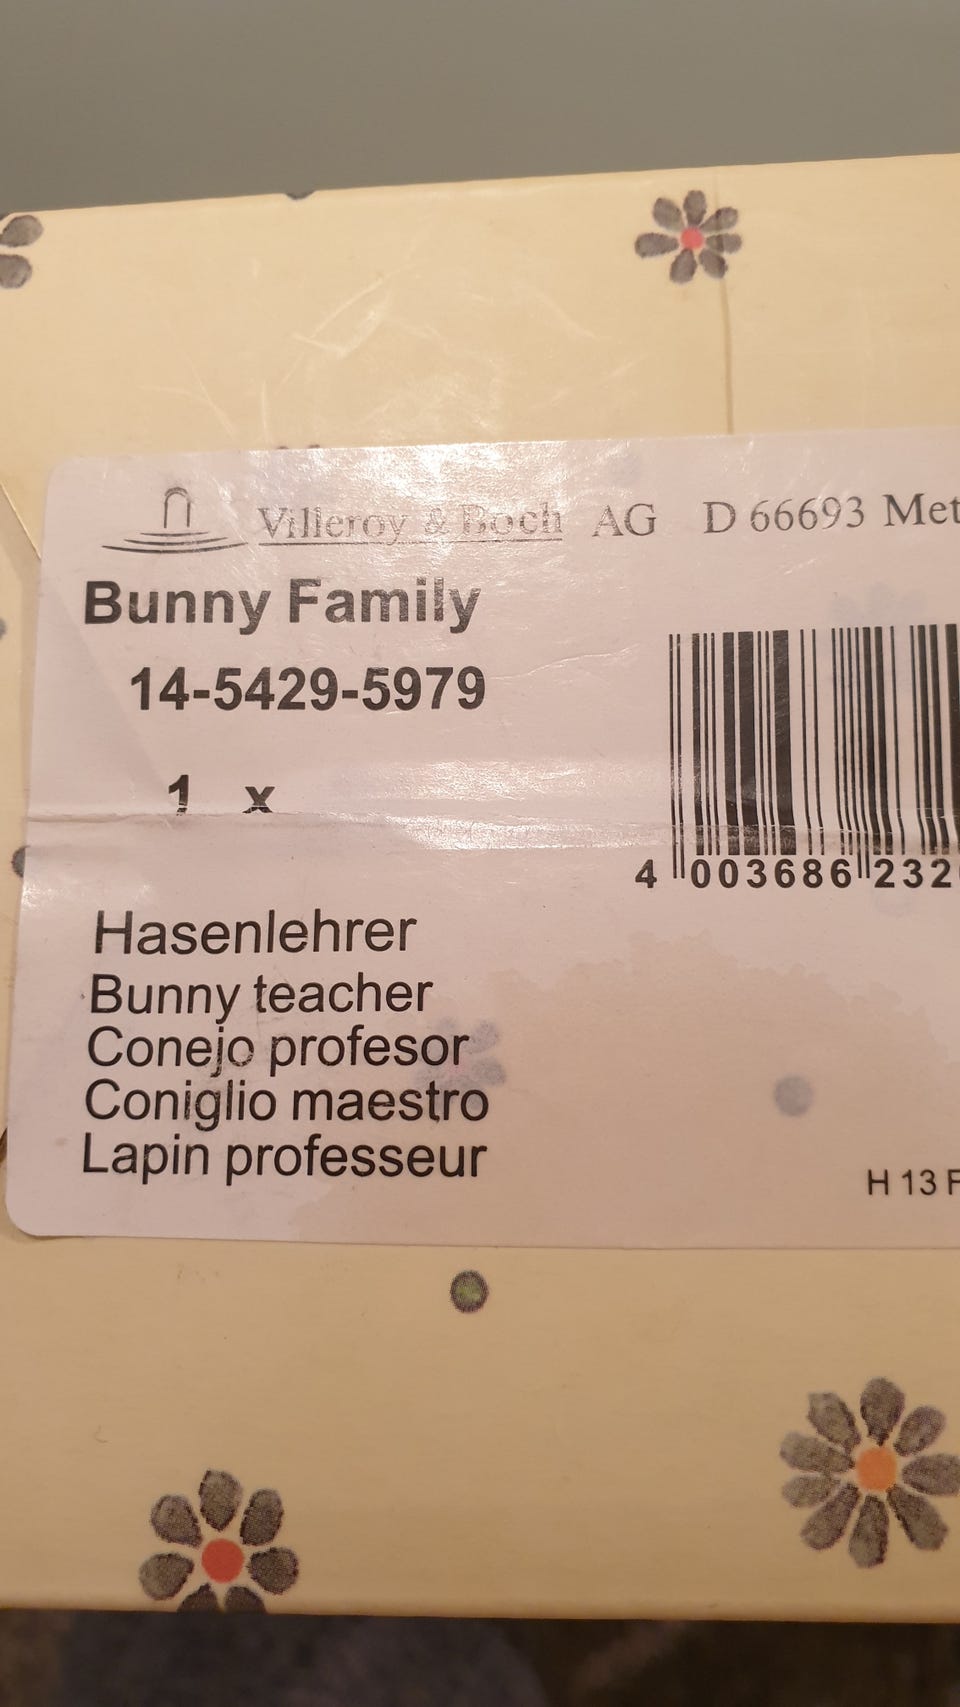 Villeroy & Boch AG D 66693 Met
Bunny Family
14-5429-5979
1 x
4 003686 232
Hasenlehrer
Bunny teacher
Conejo profesor
Coniglio maestro
Lapin professeur
H 13 F